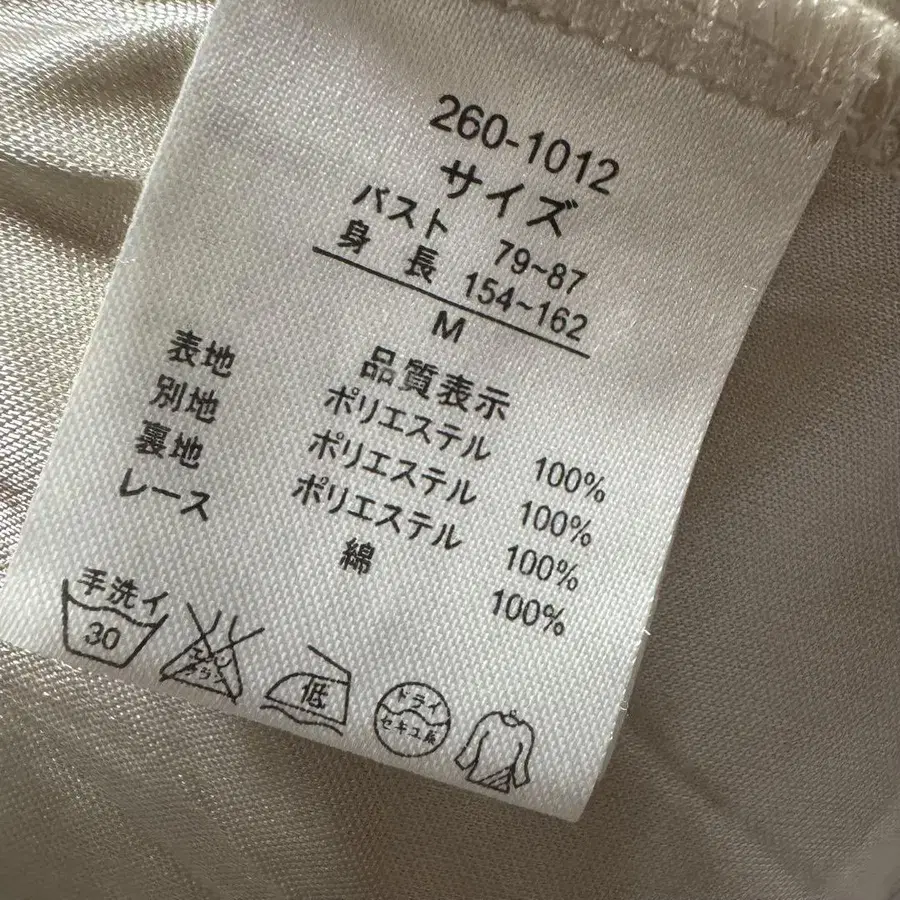 260-1012
サイズ
バスト 79~87
身長 154~162
M
品質表示
表地 ポリエステル 100%
別地 ポリエステル 100%
裏地 ポリエステル 100%
レース 綿 100%
手洗イ
30
低
ドライ
セキユ系